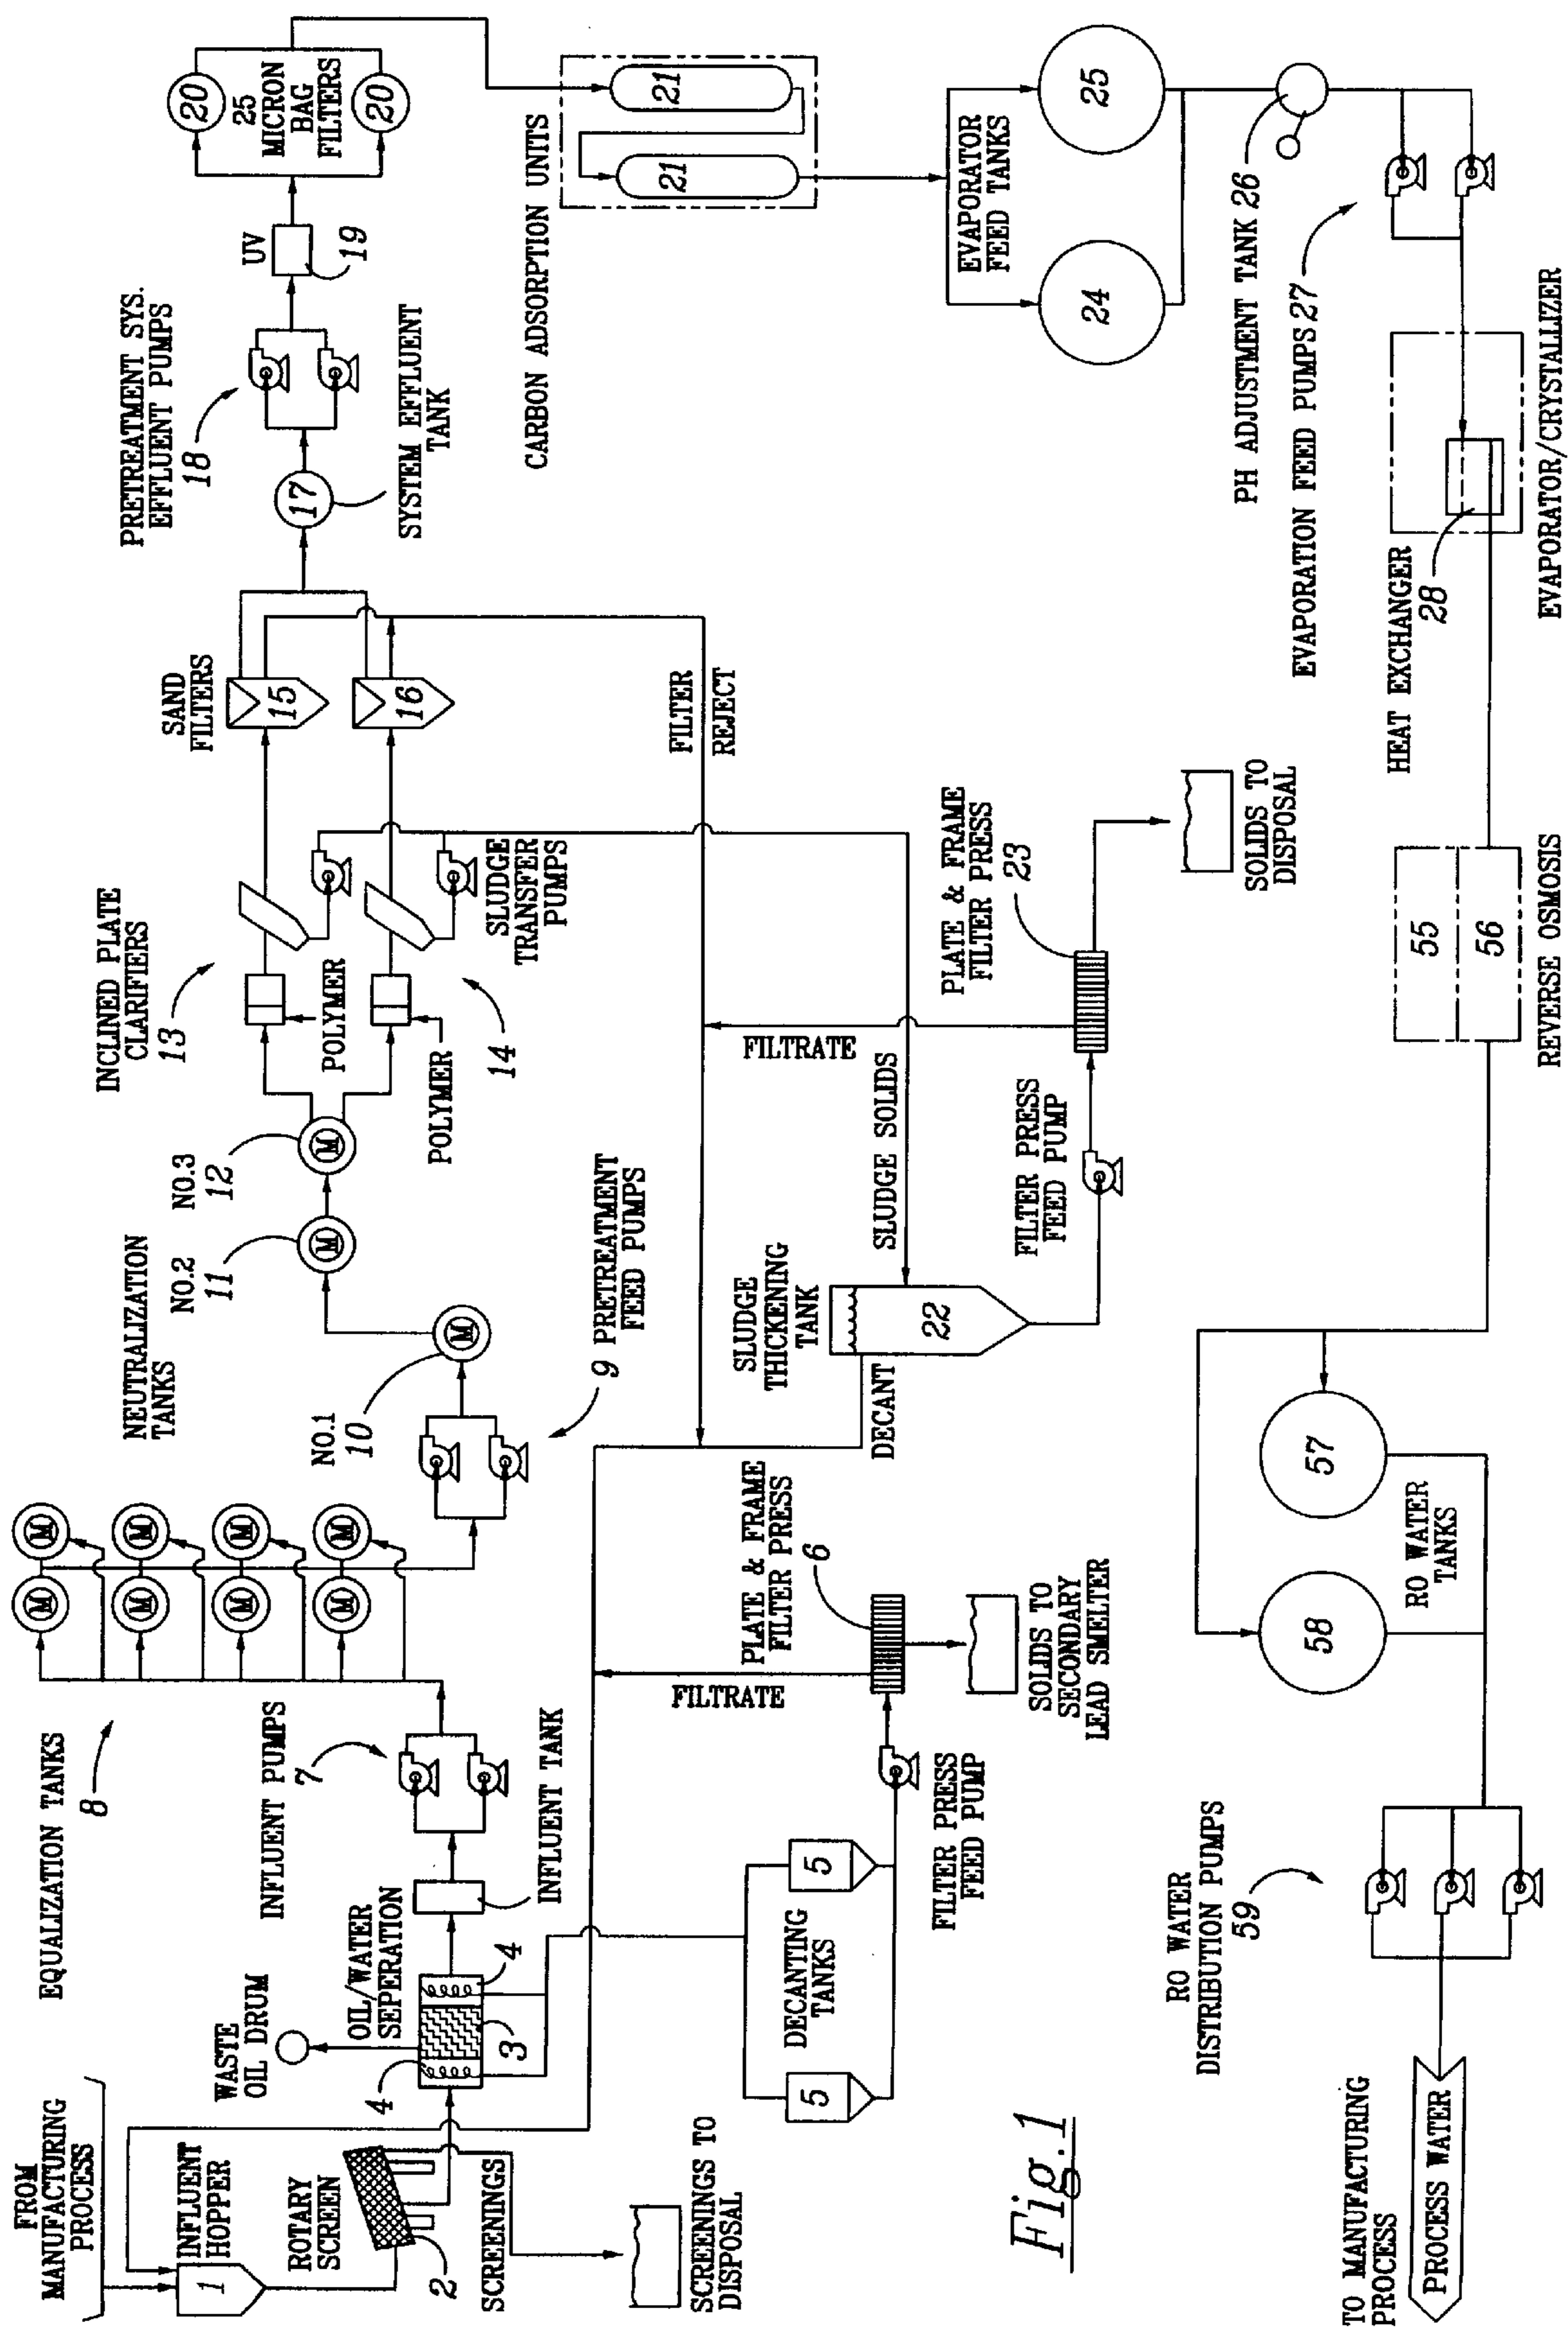 FROM
MANUFACTURING
PROCESS
INFLUENT
HOPPER
1
ROTARY
SCREEN
2
SCREENINGS
SCREENINGS TO
DISPOSAL
WASTE
OIL DRUM
OIL/WATER
SEPERATION
4
3
4
INFLUENT TANK
INFLUENT PUMPS
7
EQUALIZATION TANKS
8
M
M
M
M
M
M
M
M
DECANTING
TANKS
5
5
FILTER PRESS
FEED PUMP
FILTRATE
PLATE & FRAME
FILTER PRESS
6
SOLIDS TO
SECONDARY
LEAD SMELTER
9 PRETREATMENT
FEED PUMPS
NEUTRALIZATION
TANKS
NO.1
10
M
NO.2
11
M
NO.3
12
M
INCLINED PLATE
CLARIFIERS
13
POLYMER
POLYMER
14
SLUDGE
TRANSFER
PUMPS
SAND
FILTERS
15
16
FILTER
REJECT
SLUDGE
THICKENING
TANK
22
DECANT
SLUDGE SOLIDS
FILTER PRESS
FEED PUMP
FILTRATE
PLATE & FRAME
FILTER PRESS
23
SOLIDS TO
DISPOSAL
17
SYSTEM EFFLUENT
TANK
PRETREATMENT SYS.
EFFLUENT PUMPS
18
UV
19
20
25
MICRON
BAG
FILTERS
20
CARBON ADSORPTION UNITS
21
21
EVAPORATOR
FEED TANKS
24
25
PH ADJUSTMENT TANK 26
EVAPORATION FEED PUMPS 27
HEAT EXCHANGER
28
EVAPORATOR/CRYSTALLIZER
55
56
REVERSE OSMOSIS
57
58
RO WATER
TANKS
RO WATER
DISTRIBUTION PUMPS
59
TO MANUFACTURING
PROCESS
PROCESS WATER
Fig.1